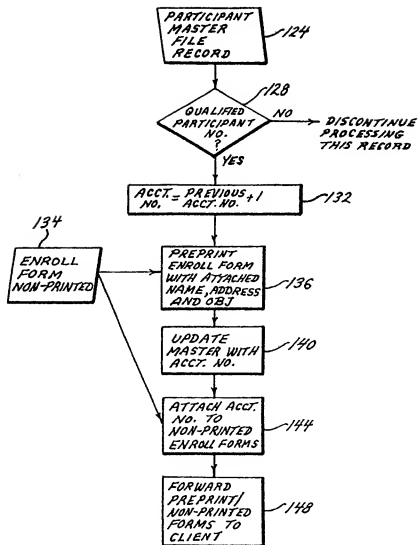 PARTICIPANT
MASTER
FILE
RECORD
124
128
QUALIFIED
PARTICIPANT
NO.
?
NO
DISCONTINUE
PROCESSING
THIS RECORD
YES
ACCT. = PREVIOUS + 1
NO. ACCT. NO.
132
134
ENROLL
FORM
NON-PRINTED
PREPRINT
ENROLL FORM
WITH ATTACHED
NAME, ADDRESS
AND OBJ
136
UPDATE
MASTER WITH
ACCT. NO.
140
ATTACH ACCT.
NO. TO
NON-PRINTED
ENROLL FORMS
144
FORWARD
PREPRINT/
NON-PRINTED
FORMS TO
CLIENT
148